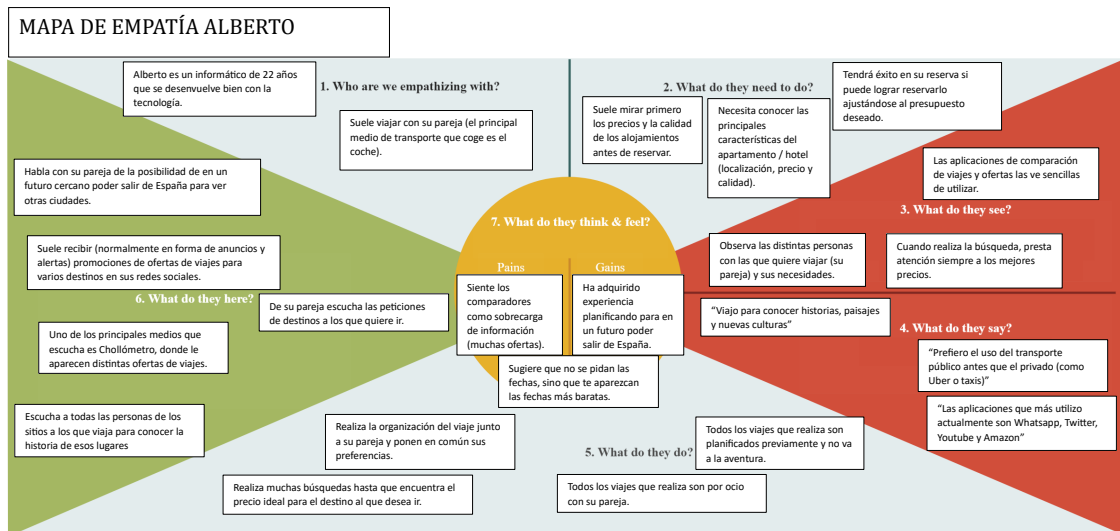 MAPA DE EMPATÍA ALBERTO
Alberto es un informático de 22 años
que se desenvuelve bien con la
tecnología.
1. Who are we empathizing with?
Suele viajar con su pareja (el principal
medio de transporte que coge es el
coche).
2. What do they need to do?
Suele mirar primero
los precios y la calidad
de los alojamientos
antes de reservar.
Necesita conocer las
principales
características del
apartamento / hotel
(localización, precio y
calidad).
Tendrá éxito en su reserva si
puede lograr reservarlo
ajustándose al presupuesto
deseado.
Las aplicaciones de comparación
de viajes y ofertas las ve sencillas
de utilizar.
3. What do they see?
Observa las distintas personas
con las que quiere viajar (su
pareja) y sus necesidades.
Cuando realiza la búsqueda, presta
atención siempre a los mejores
precios.
"Viajo para conocer historias, paisajes
y nuevas culturas"
4. What do they say?
"Prefiero el uso del transporte
público antes que el privado (como
Uber o taxis)"
"Las aplicaciones que más utilizo
actualmente son Whatsapp, Twitter,
Youtube y Amazon"
Todos los viajes que realiza son
planificados previamente y no va
a la aventura.
5. What do they do?
Todos los viajes que realiza son por ocio
con su pareja.
Realiza la organización del viaje junto
a su pareja y ponen en común sus
preferencias.
Realiza muchas búsquedas hasta que encuentra el
precio ideal para el destino al que desea ir.
Habla con su pareja de la posibilidad de en un
futuro cercano poder salir de España para ver
otras ciudades.
Suele recibir (normalmente en forma de anuncios y
alertas) promociones de ofertas de viajes para
varios destinos en sus redes sociales.
6. What do they here?
De su pareja escucha las peticiones
de destinos a los que quiere ir.
Uno de los principales medios que
escucha es Chollómetro, donde le
aparecen distintas ofertas de viajes.
Escucha a todas las personas de los
sitios a los que viaja para conocer la
historia de esos lugares
7. What do they think & feel?
Pains
Siente los
comparadores
como sobrecarga
de información
(muchas ofertas).
Gains
Ha adquirido
experiencia
planificando para en
un futuro poder
salir de España.
Sugiere que no se pidan las
fechas, sino que te aparezcan
las fechas más baratas.